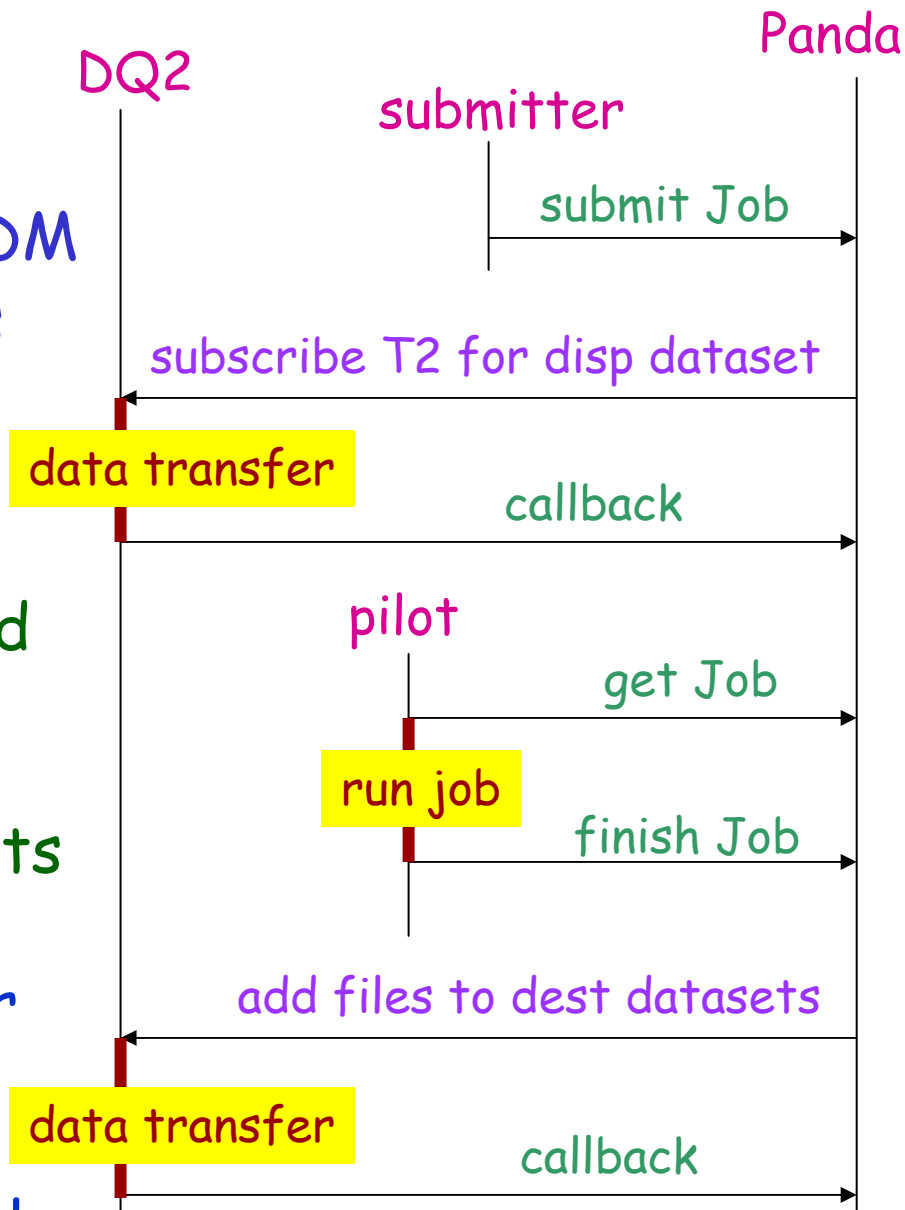 Panda
DQ2
submitter
submit Job
subscribe T2 for disp dataset
data transfer
callback
pilot
get Job
run job
finish Job
ts
add files to dest datasets
data transfer
callback